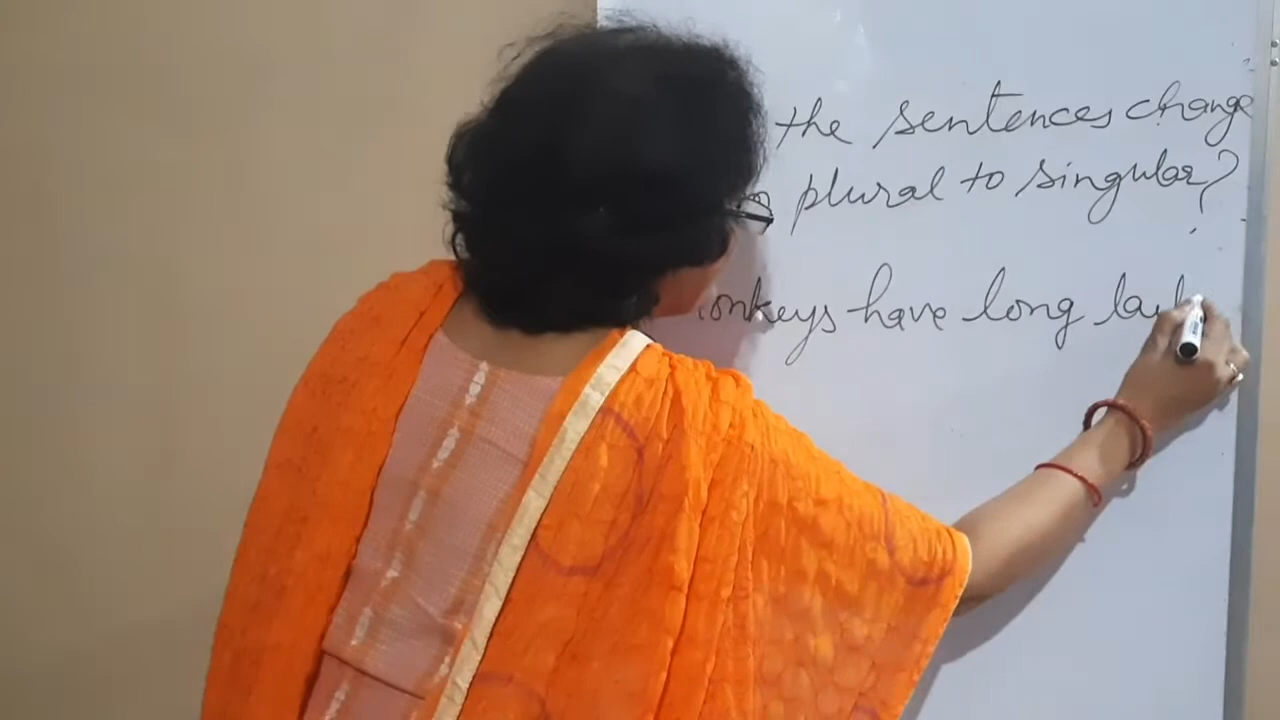 the sentences change
plural to singular?
onkeys have long